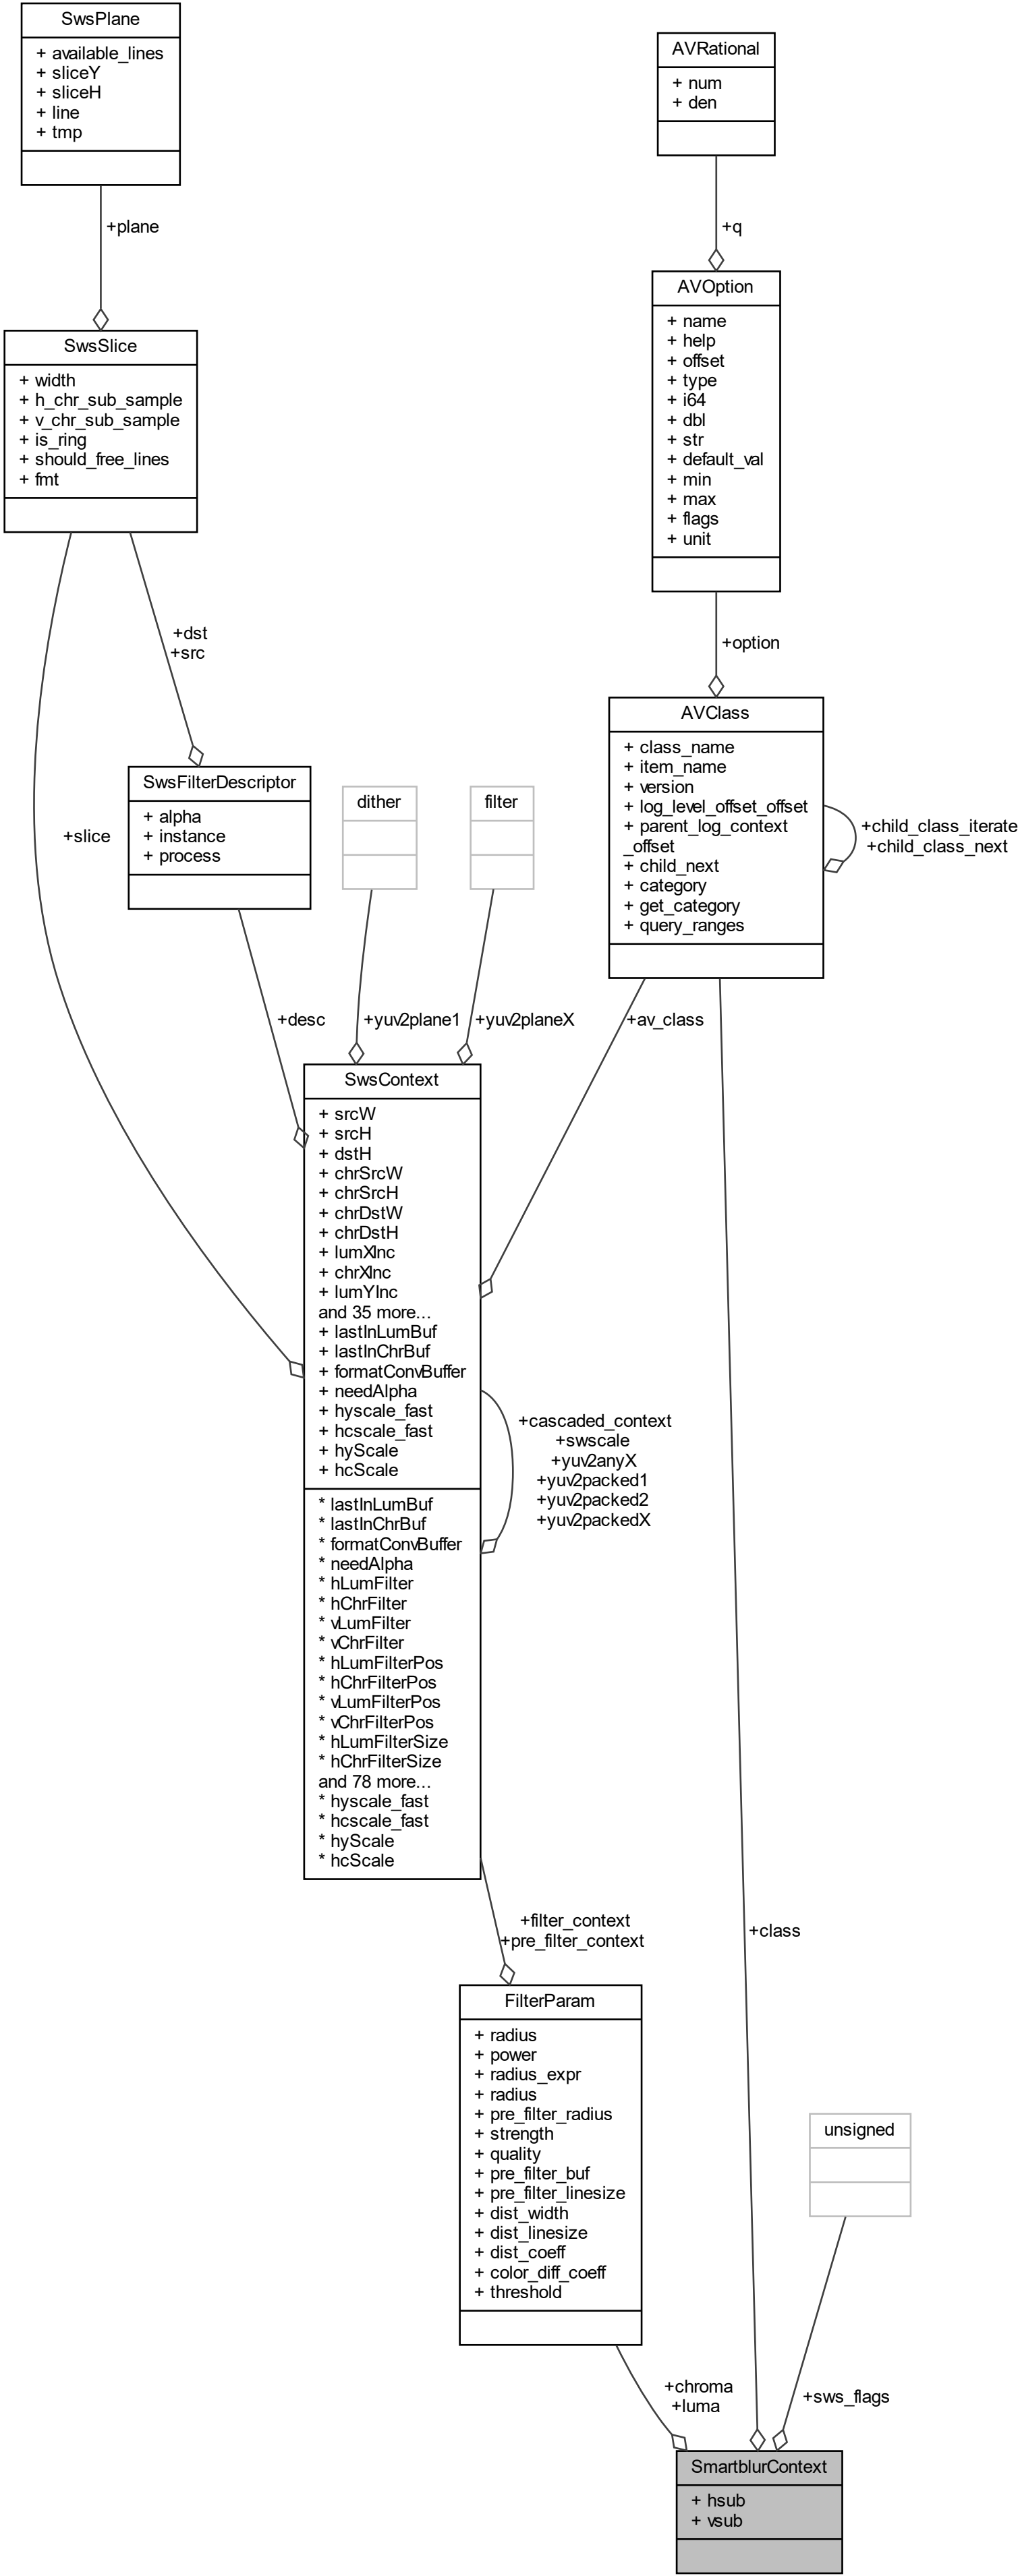 SwsPlane
+ available_lines
+ sliceY
+ sliceH
+ line
+ tmp
AVRational
+ num
+ den
+plane
+q
AVOption
+ name
+ help
+ offset
+ type
+ i64
+ dbl
+ str
+ default_val
+ min
+ max
+ flags
+ unit
SwsSlice
+ width
+ h_chr_sub_sample
+ v_chr_sub_sample
+ is_ring
+ should_free_lines
+ fmt
+dst
+src
+option
AVClass
+ class_name
+ item_name
+ version
+ log_level_offset_offset
+ parent_log_context
_offset
+ child_next
+ category
+ get_category
+ query_ranges
+child_class_iterate
+child_class_next
SwsFilterDescriptor
+ alpha
+ instance
+ process
dither
filter
+slice
+desc
+yuv2plane1
+yuv2planeX
+av_class
SwsContext
+ srcW
+ srcH
+ dstH
+ chrSrcW
+ chrSrcH
+ chrDstW
+ chrDstH
+ lumXInc
+ chrXInc
+ lumYInc
and 35 more...
+ lastInLumBuf
+ lastInChrBuf
+ formatConvBuffer
+ needAlpha
+ hyscale_fast
+ hcscale_fast
+ hyScale
+ hcScale
* lastInLumBuf
* lastInChrBuf
* formatConvBuffer
* needAlpha
* hLumFilter
* hChrFilter
* vLumFilter
* vChrFilter
* hLumFilterPos
* hChrFilterPos
* vLumFilterPos
* vChrFilterPos
* hLumFilterSize
* hChrFilterSize
and 78 more...
* hyscale_fast
* hcscale_fast
* hyScale
* hcScale
+cascaded_context
+swscale
+yuv2anyX
+yuv2packed1
+yuv2packed2
+yuv2packedX
+filter_context
+pre_filter_context
+class
FilterParam
+ radius
+ power
+ radius_expr
+ radius
+ pre_filter_radius
+ strength
+ quality
+ pre_filter_buf
+ pre_filter_linesize
+ dist_width
+ dist_linesize
+ dist_coeff
+ color_diff_coeff
+ threshold
unsigned
+chroma
+luma
+sws_flags
SmartblurContext
+ hsub
+ vsub